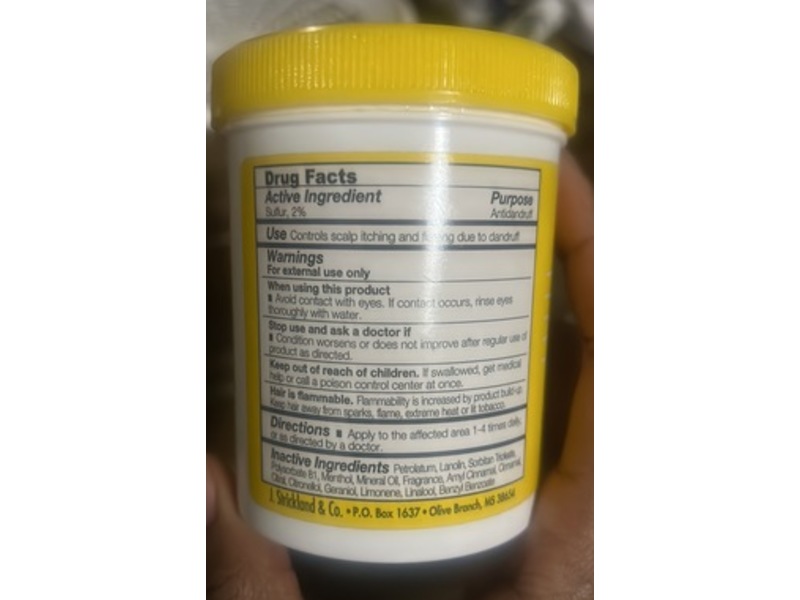 Drug Facts
Active Ingredient Purpose
Sulfur, 2% Antidandruff
Use Controls scalp itching and flaking due to dandruff
Warnings
For external use only
When using this product
■ Avoid contact with eyes. If contact occurs, rinse eyes
thoroughly with water.
Stop use and ask a doctor if
■ Condition worsens or does not improve after regular use of
product as directed.
Keep out of reach of children. If swallowed, get medical
help or call a poison control center at once.
Hair is flammable. Flammability is increased by product build-up.
Keep hair away from sparks, flame, extreme heat or lit tobacco.
Directions ■ Apply to the affected area 1-4 times daily,
or as directed by a doctor.
Inactive Ingredients Petrolatum, Lanolin, Sorbitan Trioleate,
Polysorbate 81, Menthol, Mineral Oil, Fragrance, Amyl Cinnamal, Cinnamal,
Citral, Citronellol, Geraniol, Limonene, Linalool, Benzyl Benzoate
J. Strickland & Co. • P.O. Box 1637 • Olive Branch, MS 38654